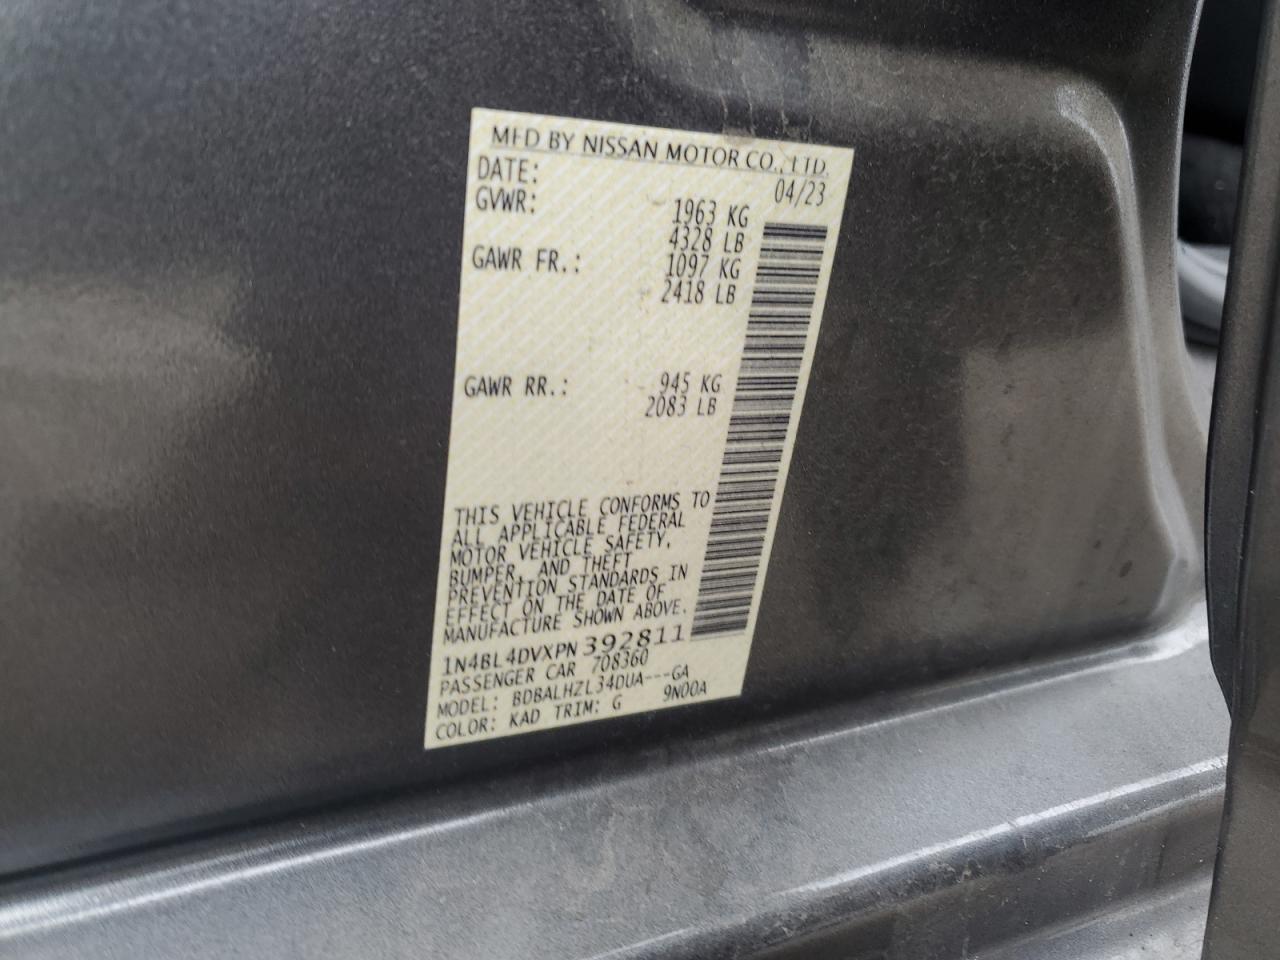 MFD BY NISSAN MOTOR CO., LTD.
DATE: 04/23
GVWR: 1963 KG
4328 LB
GAWR FR.: 1097 KG
2418 LB
GAWR RR.: 945 KG
2083 LB
THIS VEHICLE CONFORMS TO
ALL APPLICABLE FEDERAL
MOTOR VEHICLE SAFETY,
BUMPER, AND THEFT
PREVENTION STANDARDS IN
EFFECT ON THE DATE OF
MANUFACTURE SHOWN ABOVE.
1N4BL4DVXPN392811
PASSENGER CAR 708360
MODEL: BDBALHZL34DUA---GA
COLOR: KAD TRIM: G 9N00A